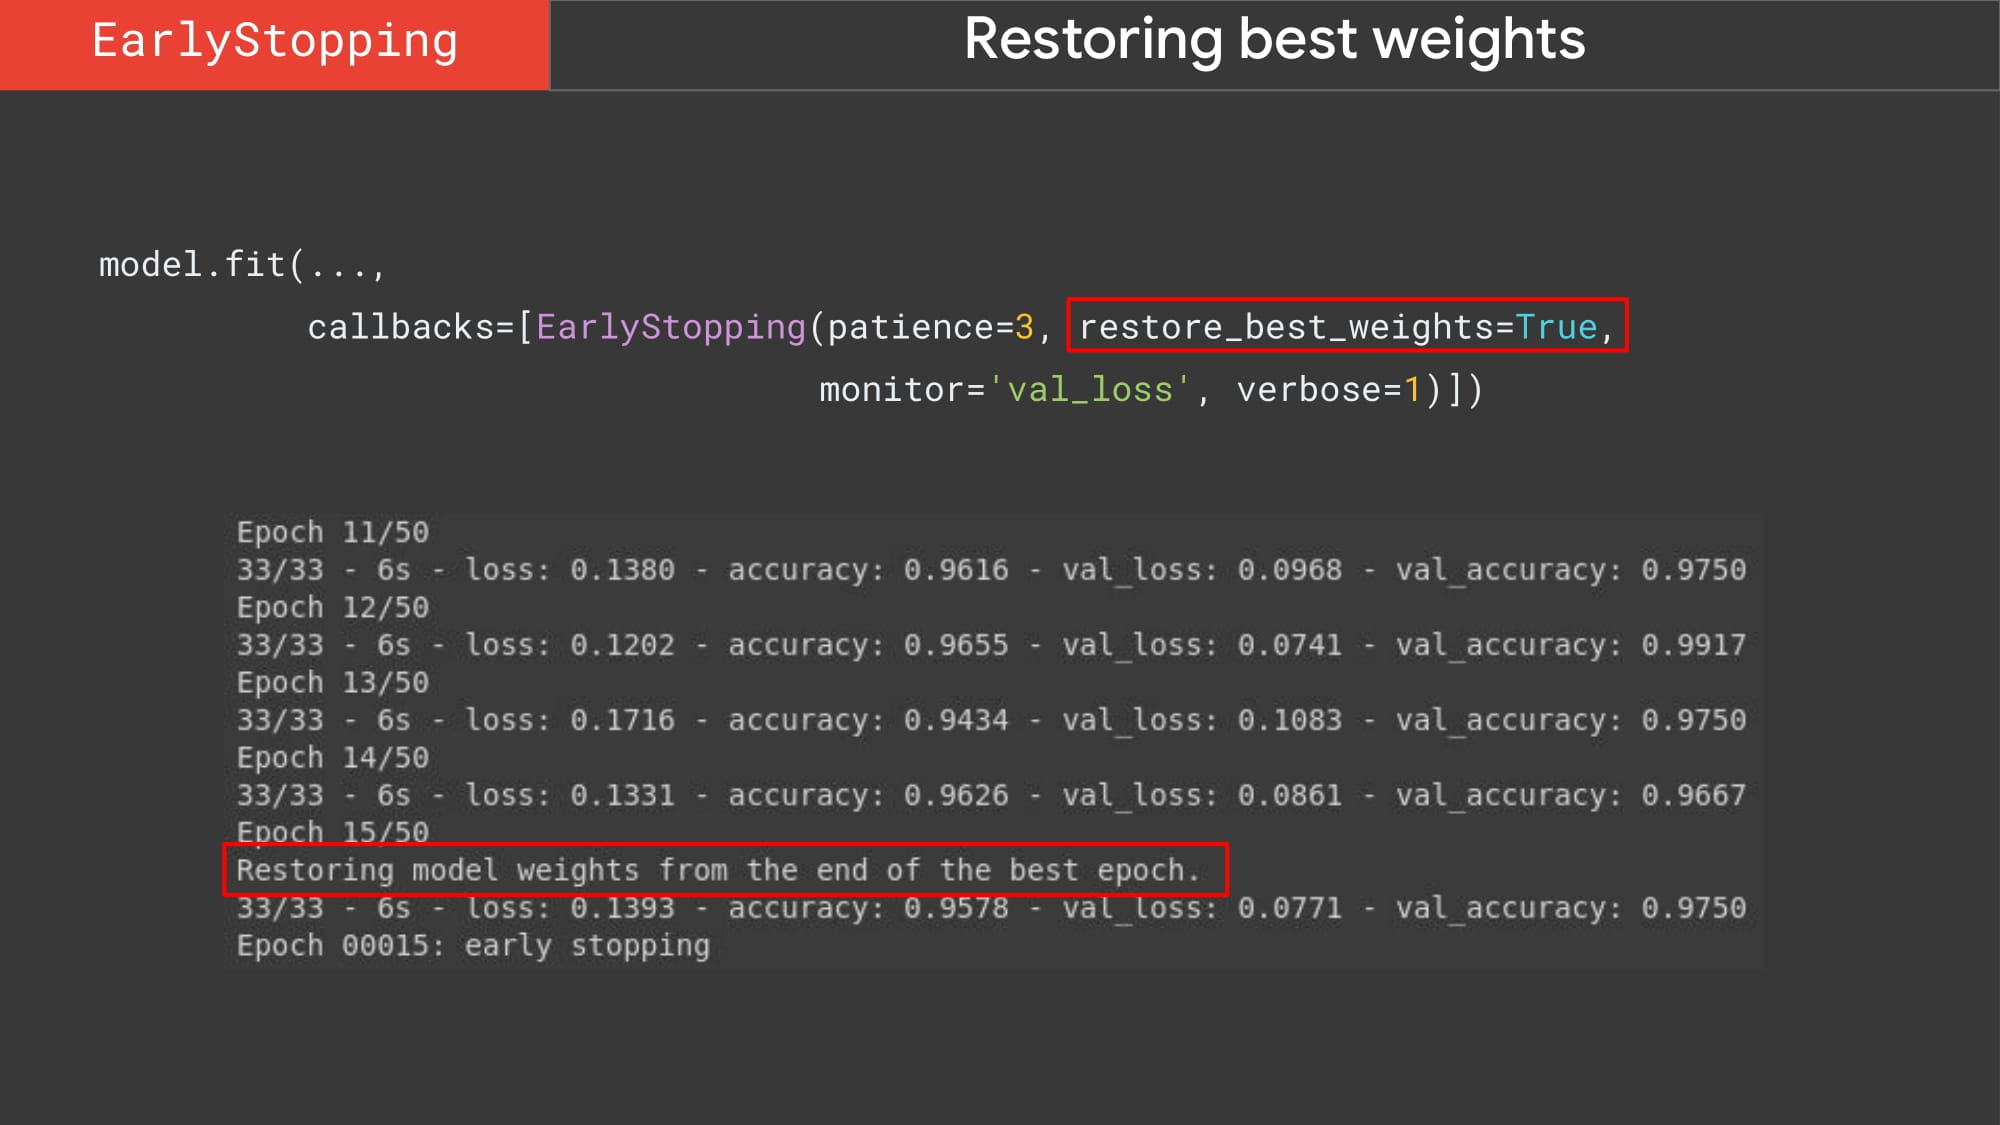 EarlyStopping
Restoring best weights
model.fit(...,
callbacks=[EarlyStopping(patience=3, restore_best_weights=True,
monitor='val_loss', verbose=1)])
Epoch 11/50
33/33 - 6s - loss: 0.1380 - accuracy: 0.9616 - val_loss: 0.0968 - val_accuracy: 0.9750
Epoch 12/50
33/33 - 6s - loss: 0.1202 - accuracy: 0.9655 - val_loss: 0.0741 - val_accuracy: 0.9917
Epoch 13/50
33/33 - 6s - loss: 0.1716 - accuracy: 0.9434 - val_loss: 0.1083 - val_accuracy: 0.9750
Epoch 14/50
33/33 - 6s - loss: 0.1331 - accuracy: 0.9626 - val_loss: 0.0861 - val_accuracy: 0.9667
Epoch 15/50
Restoring model weights from the end of the best epoch.
33/33 - 6s - loss: 0.1393 - accuracy: 0.9578 - val_loss: 0.0771 - val_accuracy: 0.9750
Epoch 00015: early stopping